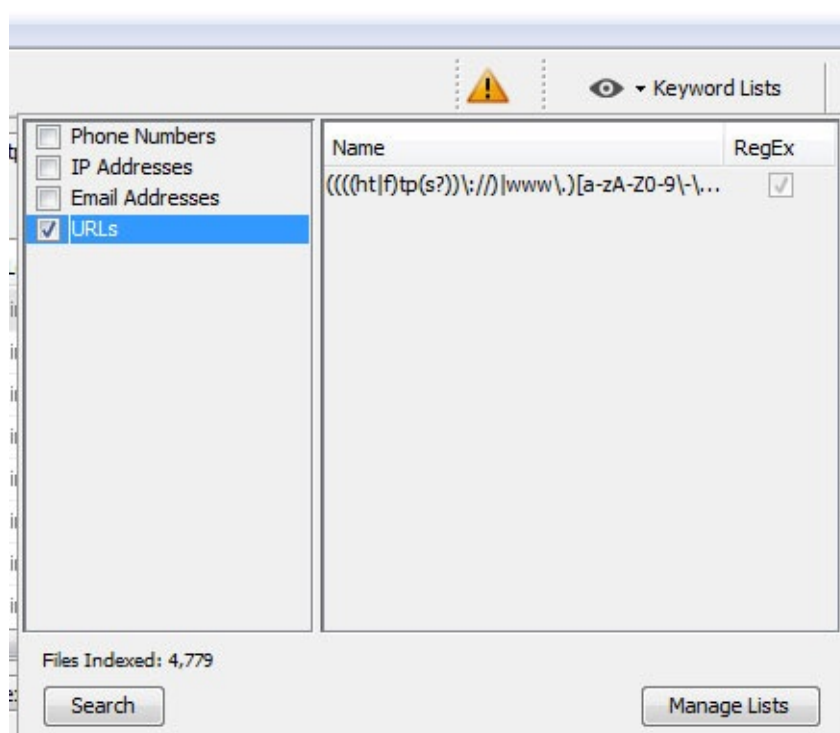 Keyword Lists
Phone Numbers
IP Addresses
Email Addresses
URLs
Name RegEx
((((ht|f)tp(s?))\://)|www\.)[a-zA-Z0-9\-\...
Files Indexed: 4,779
Search Manage Lists